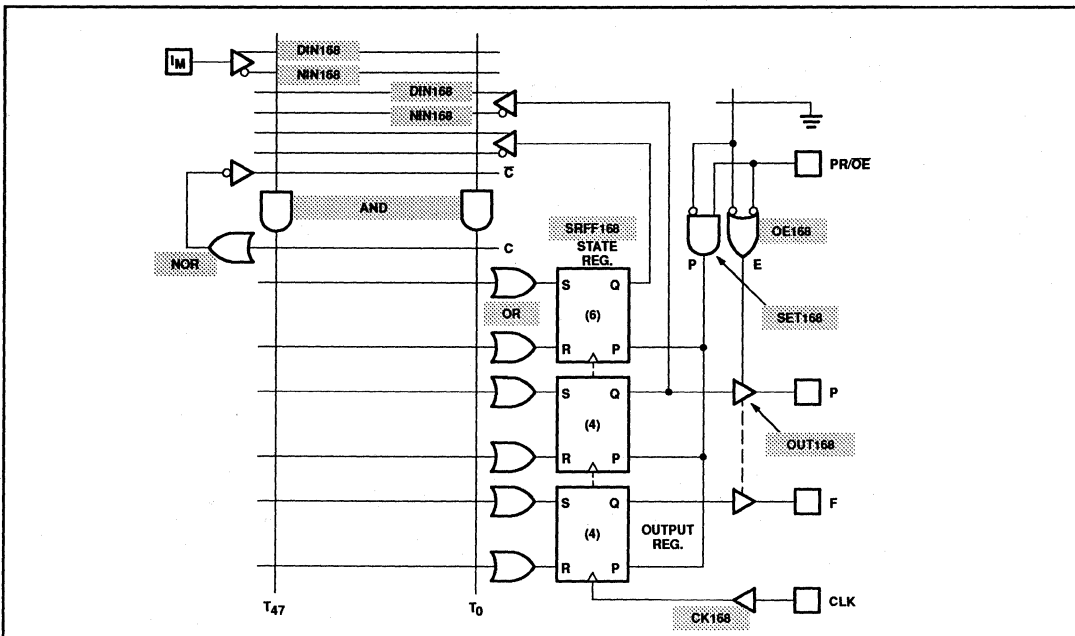 IM
DIN168
NIN168
DIN168
NIN168
C
AND
C
NOR
PR/OE
OE168
P E
SET168
SRFF168
STATE
REG.
OR
S Q
(6)
R P
S Q
(4)
R P
P
OUT168
S Q
(4)
R P
OUTPUT
REG.
F
CLK
CK168
T47
T0